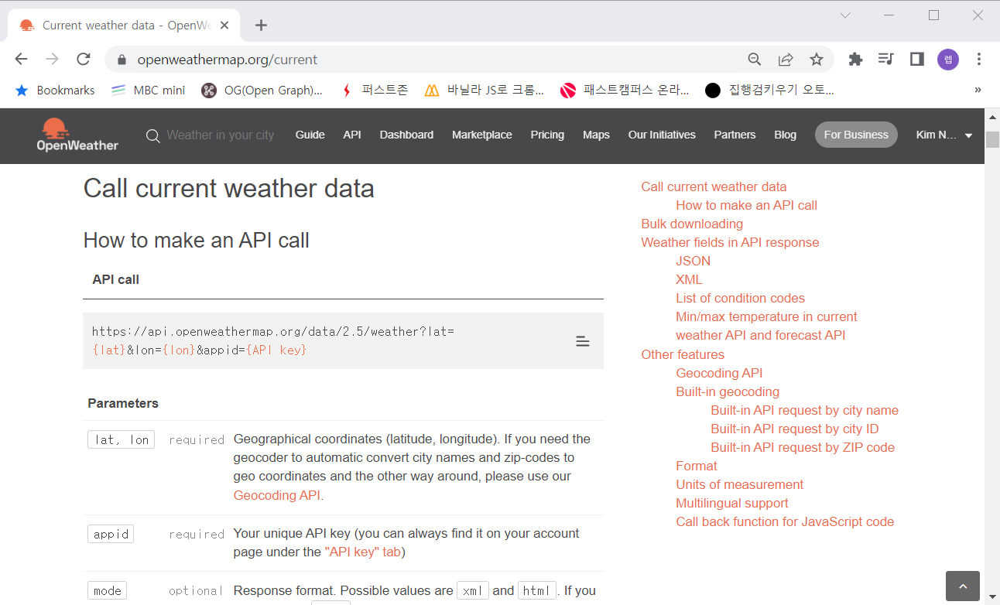 Current weather data - OpenWe
openweathermap.org/current
렙
Bookmarks MBC mini OG(Open Graph)... 퍼스트존 바닐라 JS로 크롬... 패스트캠퍼스 온라... 집행검키우기 오토... »
OpenWeather
Weather in your city Guide API Dashboard Marketplace Pricing Maps Our Initiatives Partners Blog For Business Kim N...
Call current weather data
How to make an API call
API call
https://api.openweathermap.org/data/2.5/weather?lat=
{lat}&lon={lon}&appid={API key}
Parameters
lat, lon required Geographical coordinates (latitude, longitude). If you need the
geocoder to automatic convert city names and zip-codes to
geo coordinates and the other way around, please use our
Geocoding API.
appid required Your unique API key (you can always find it on your account
page under the "API key" tab)
mode optional Response format. Possible values are xml and html. If you
Call current weather data
How to make an API call
Bulk downloading
Weather fields in API response
JSON
XML
List of condition codes
Min/max temperature in current
weather API and forecast API
Other features
Geocoding API
Built-in geocoding
Built-in API request by city name
Built-in API request by city ID
Built-in API request by ZIP code
Format
Units of measurement
Multilingual support
Call back function for JavaScript code